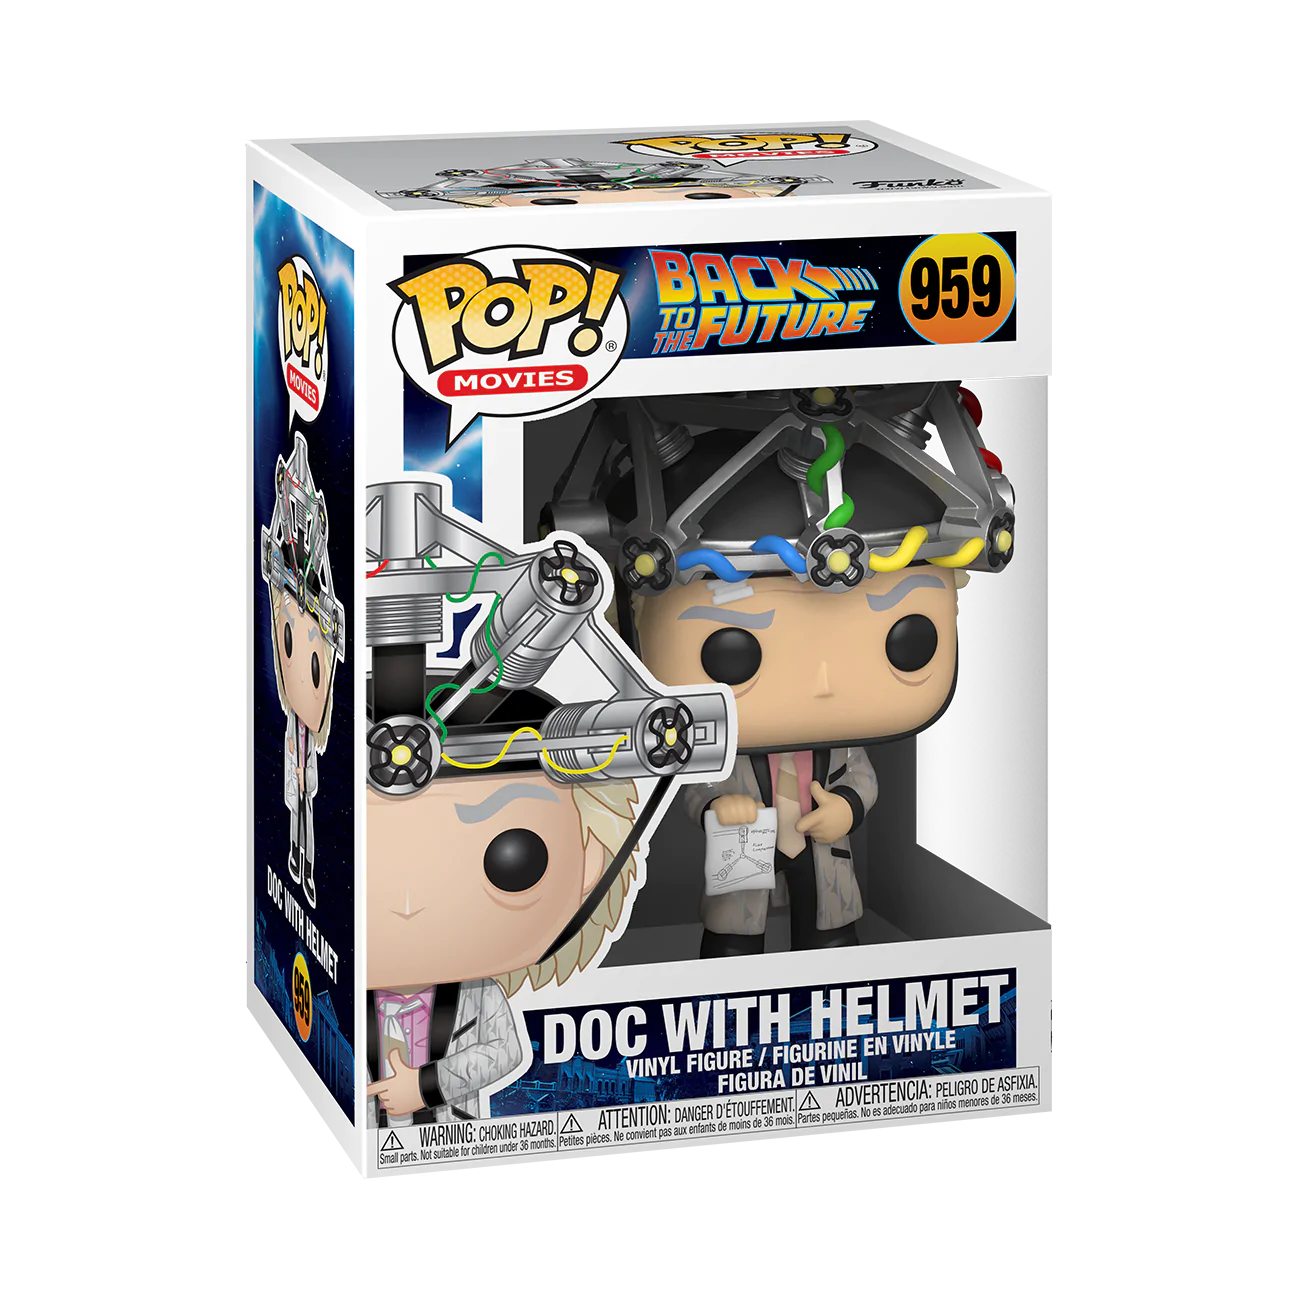 POP!
MOVIES
Funko
POP!
MOVIES
DOC WITH HELMET
959
POP!®
MOVIES
BACK
TO THE FUTURE
959
DOC WITH HELMET
VINYL FIGURE / FIGURINE EN VINYLE
FIGURA DE VINIL
WARNING: CHOKING HAZARD.
Small parts. Not suitable for children under 36 months.
ATTENTION: DANGER D'ÉTOUFFEMENT.
Petites pièces. Ne convient pas aux enfants de moins de 36 mois.
ADVERTENCIA: PELIGRO DE ASFIXIA.
Partes pequeñas. No es adecuado para niños menores de 36 meses.